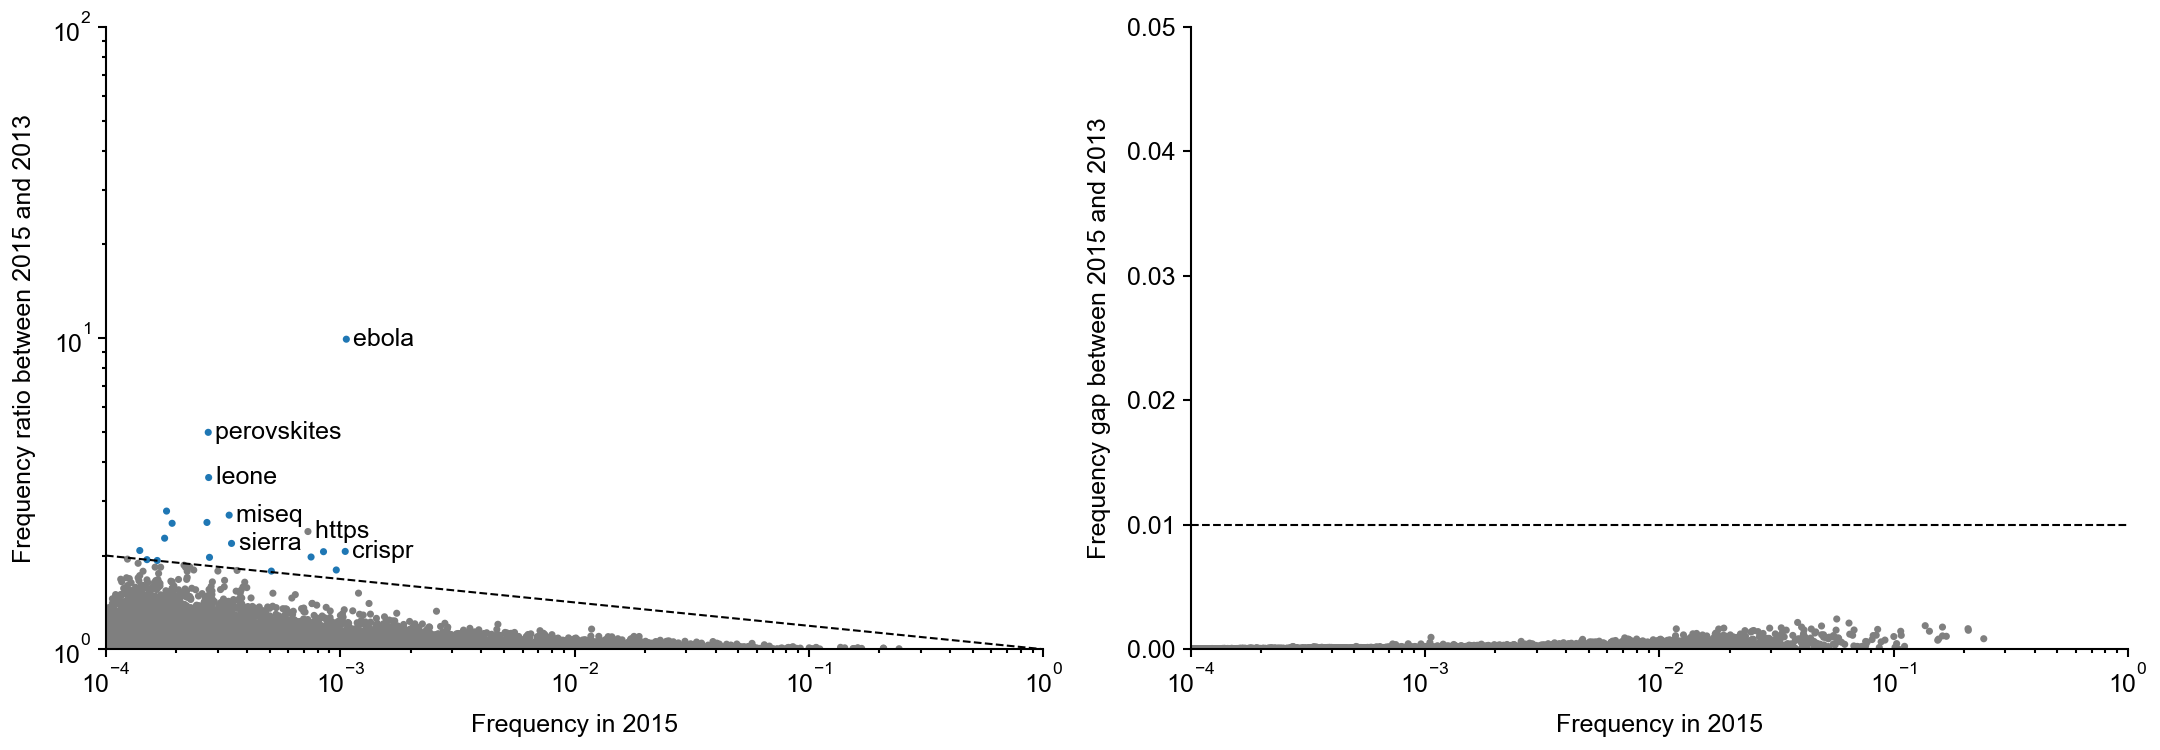 Frequency ratio between 2015 and 2013
10^2
10^1
10^0
ebola
perovskites
leone
miseq
https
sierra
crispr
10^−4
10^−3
10^−2
10^−1
10^0
Frequency in 2015
Frequency gap between 2015 and 2013
0.05
0.04
0.03
0.02
0.01
0.00
10^−4
10^−3
10^−2
10^−1
10^0
Frequency in 2015